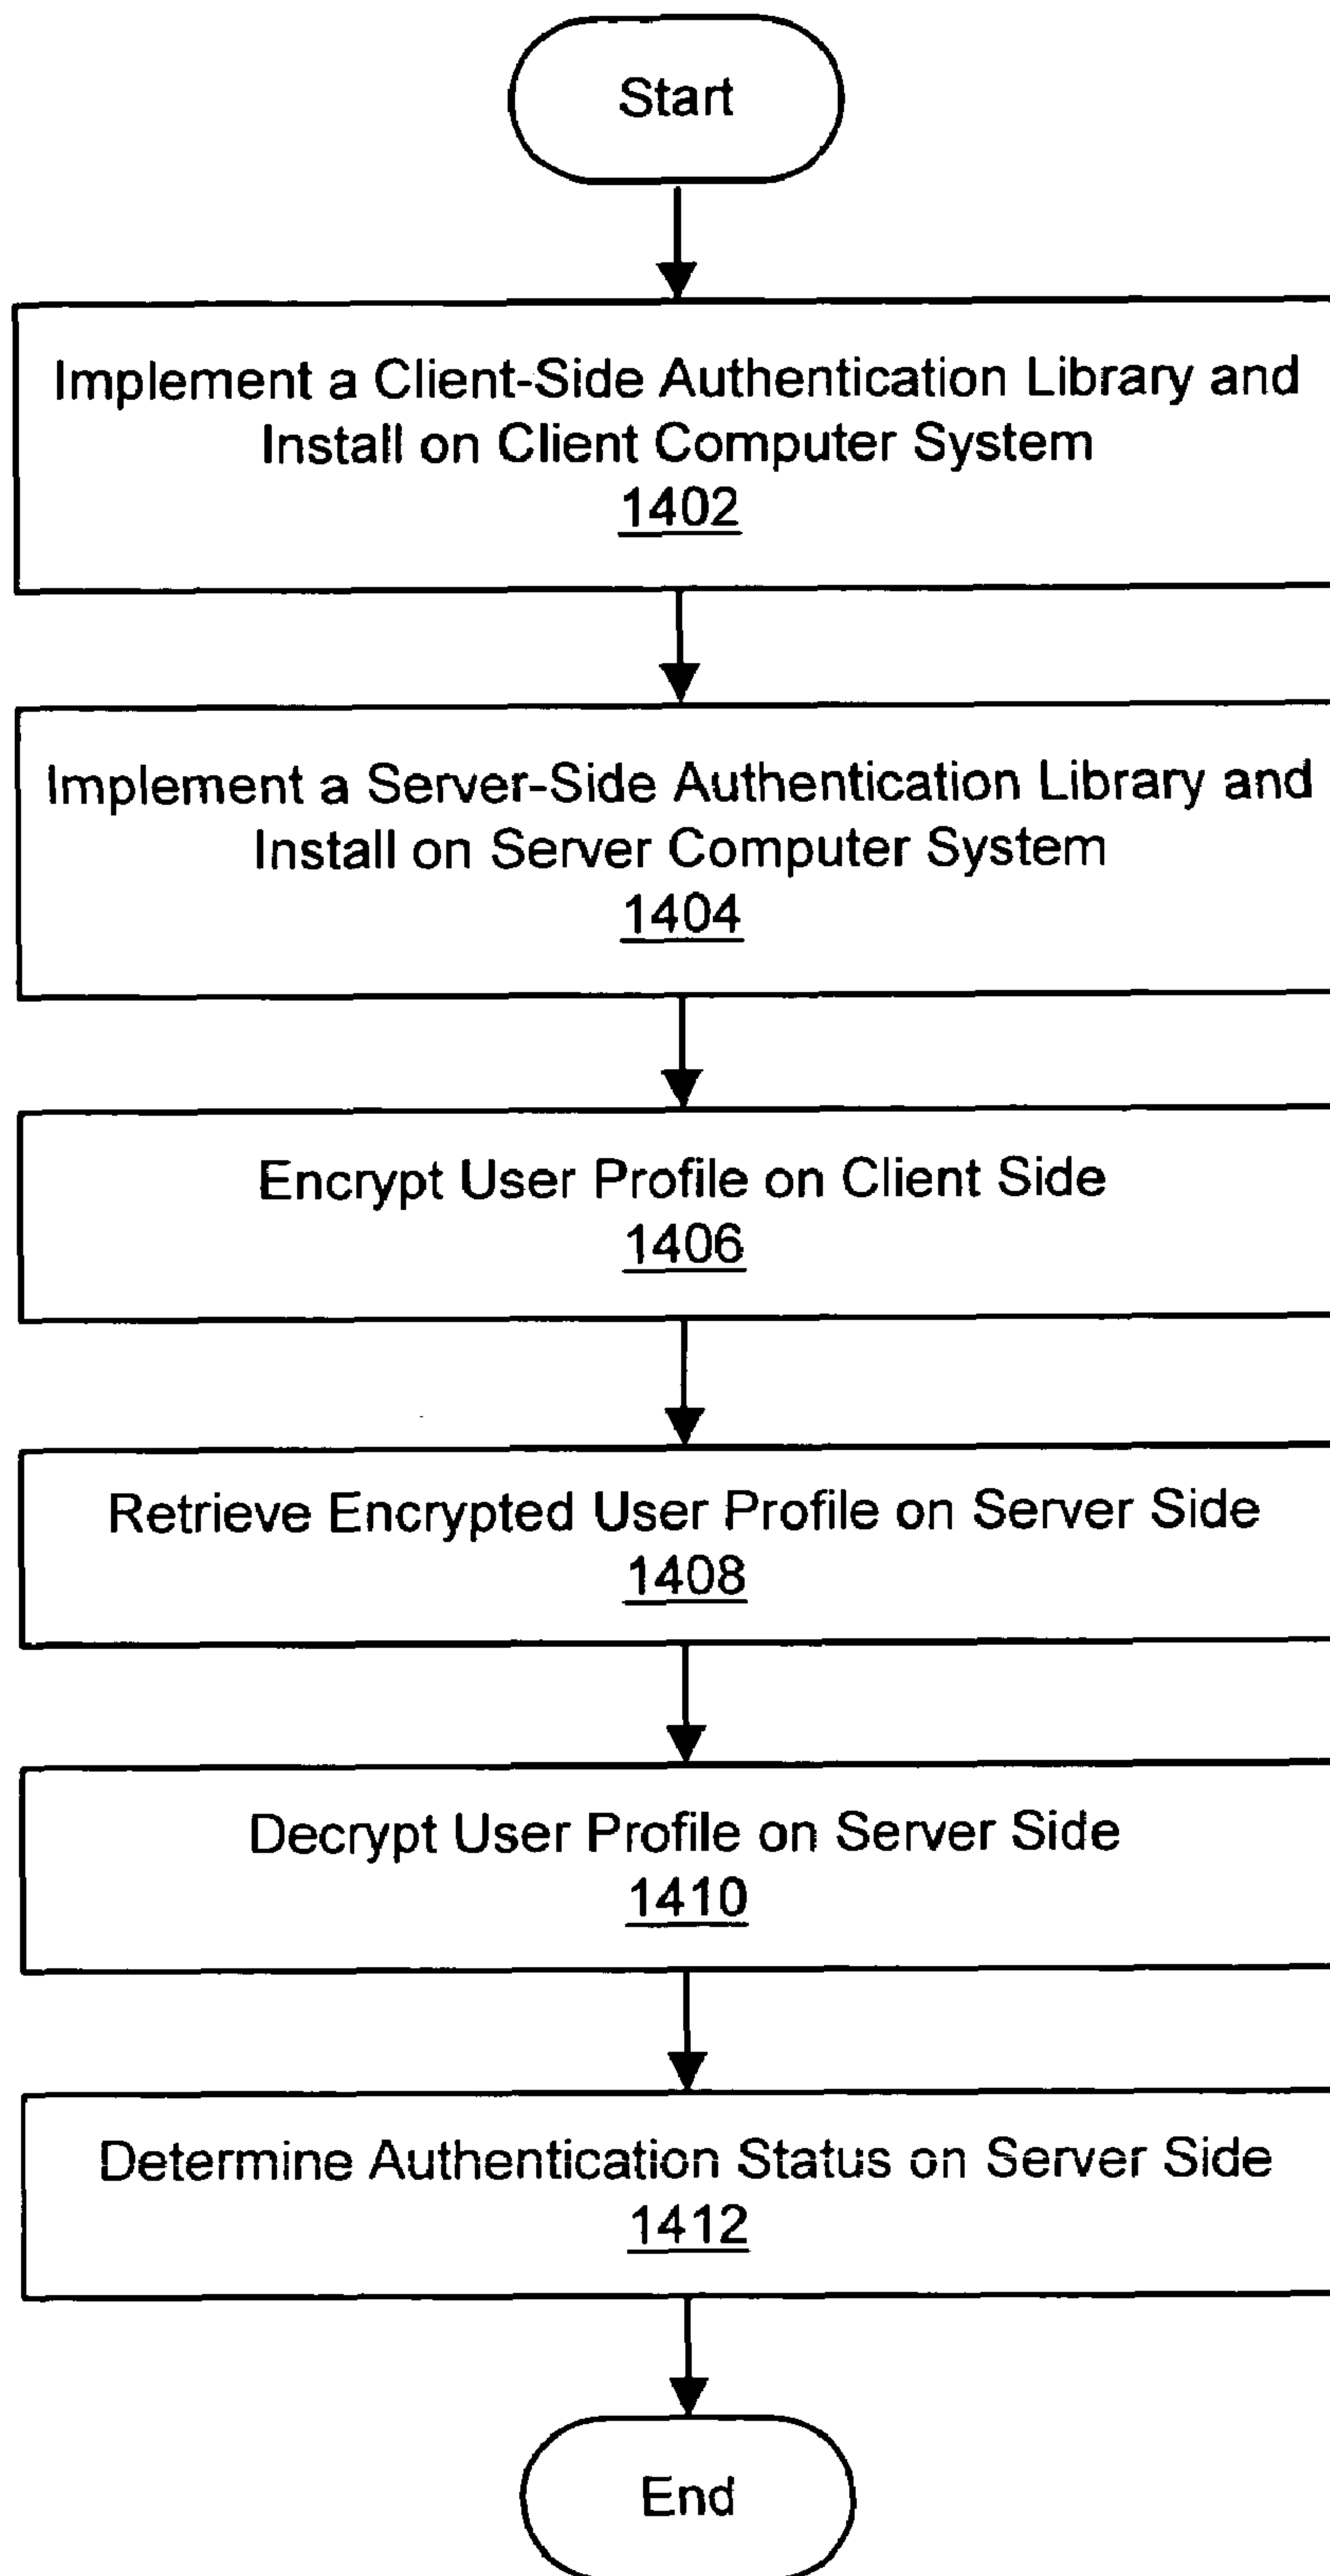 Start
Implement a Client-Side Authentication Library and
Install on Client Computer System
1402
Implement a Server-Side Authentication Library and
Install on Server Computer System
1404
Encrypt User Profile on Client Side
1406
Retrieve Encrypted User Profile on Server Side
1408
Decrypt User Profile on Server Side
1410
Determine Authentication Status on Server Side
1412
End